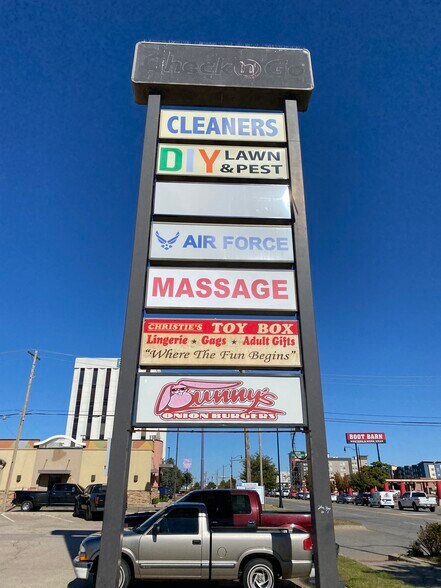 Check n Go
CLEANERS
DIY LAWN
& PEST
AIR FORCE
MASSAGE
CHRISTIE'S TOY BOX
Lingerie ★ Gags ★ Adult Gifts
"Where The Fun Begins"
Bunny's
ONION BURGERS
BOOT BARN